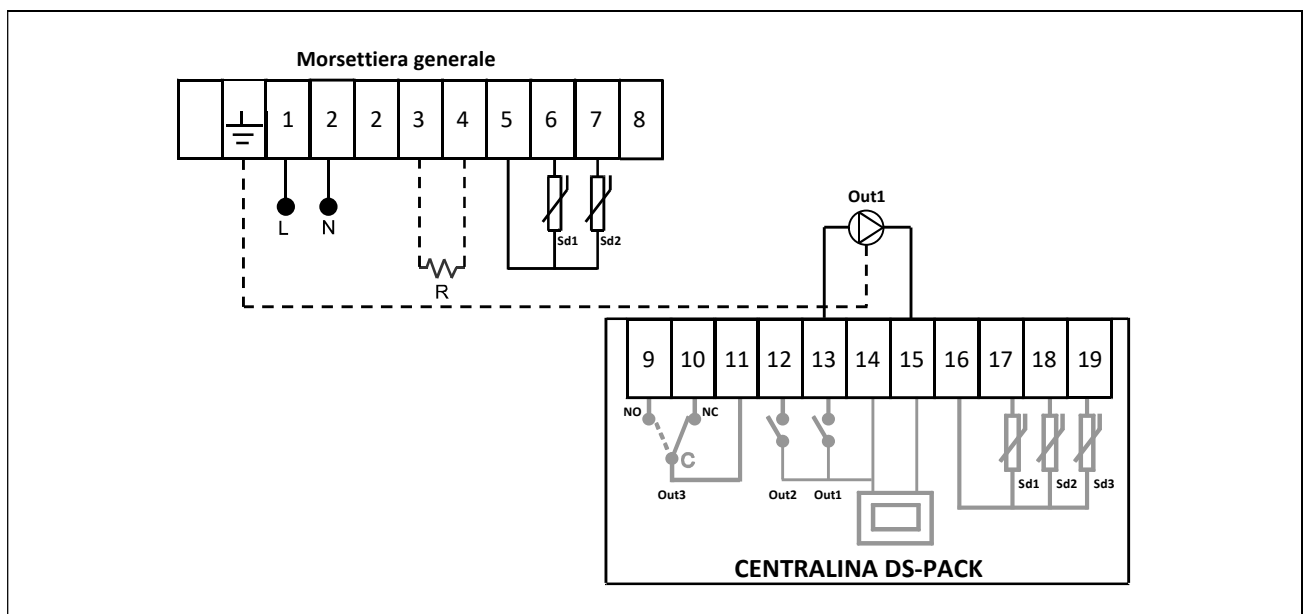 Morsettiera generale
1 2 2 3 4 5 6 7 8
L N
R
Sd1 Sd2
Out1
9 10 11 12 13 14 15 16 17 18 19
NO NC
C
Out3 Out2 Out1
Sd1 Sd2 Sd3
CENTRALINA DS-PACK